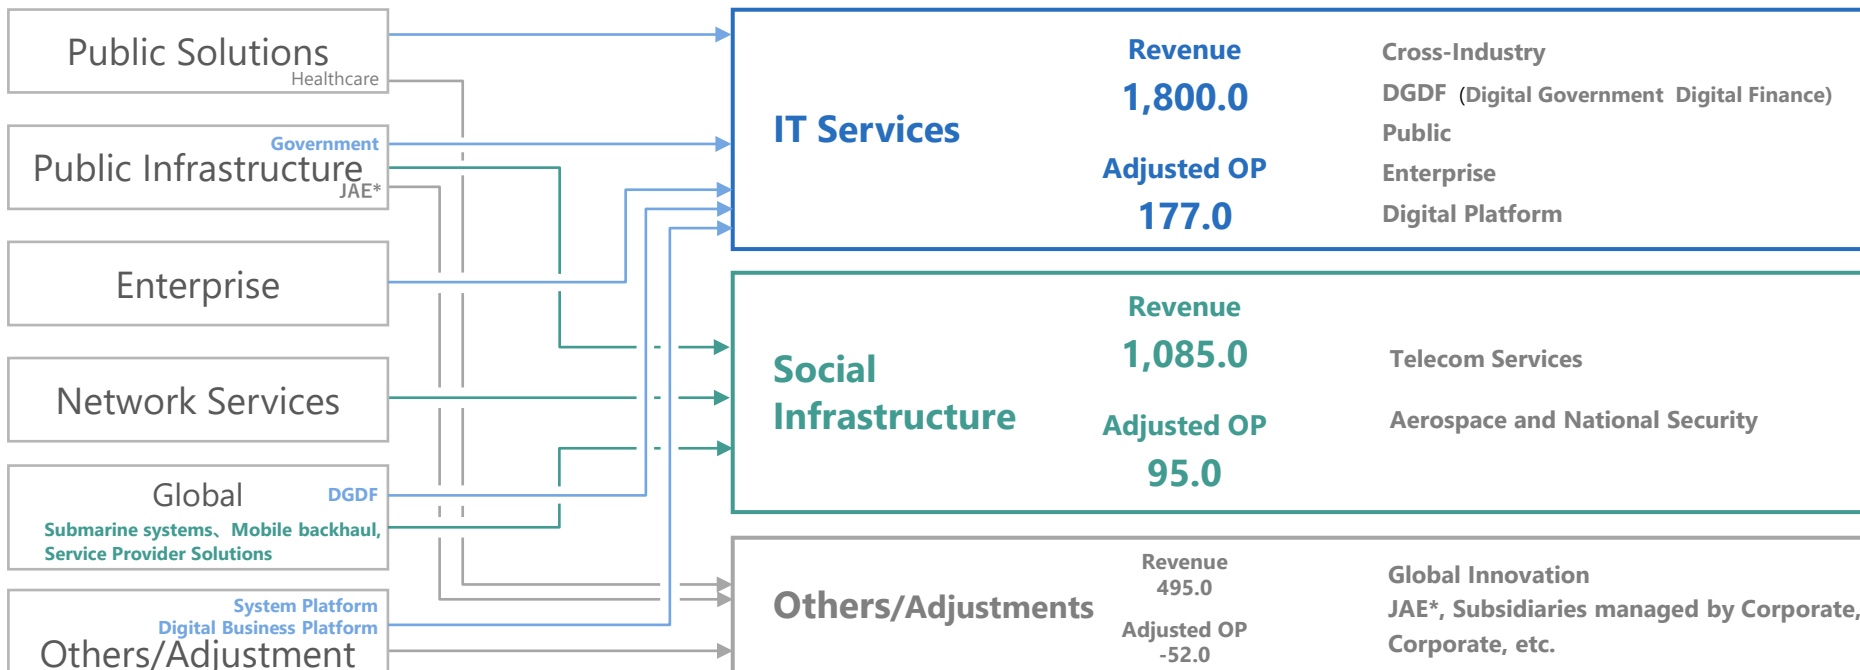 Public Solutions
Healthcare
Government
Public Infrastructure
JAE*
Enterprise
Network Services
Global
DGDF
Submarine systems、Mobile backhaul,
Service Provider Solutions
System Platform
Digital Business Platform
Others/Adjustment
IT Services
Revenue
1,800.0
Adjusted OP
177.0
Cross-Industry
DGDF (Digital Government Digital Finance)
Public
Enterprise
Digital Platform
Social
Infrastructure
Revenue
1,085.0
Adjusted OP
95.0
Telecom Services
Aerospace and National Security
Others/Adjustments
Revenue
495.0
Adjusted OP
-52.0
Global Innovation
JAE*, Subsidiaries managed by Corporate,
Corporate, etc.